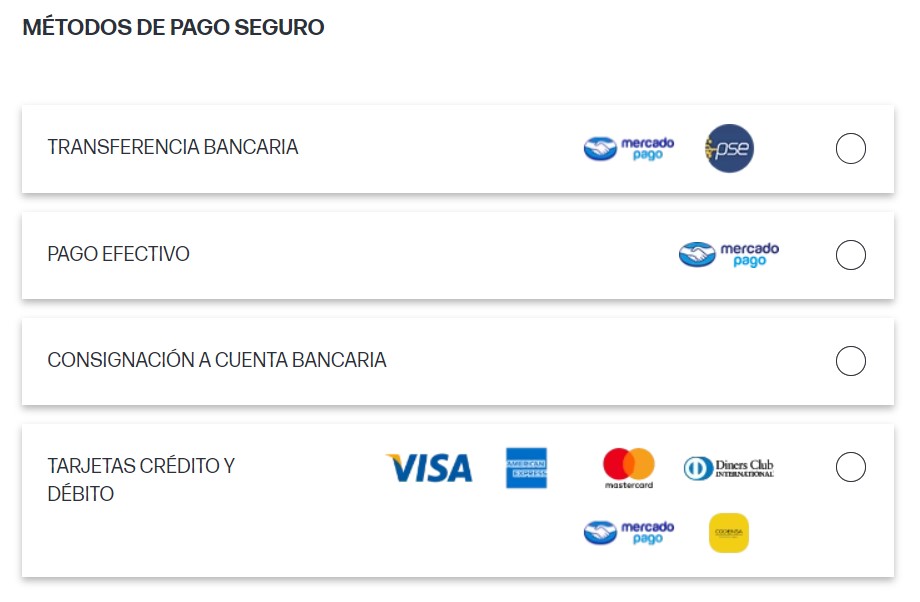 MÉTODOS DE PAGO SEGURO
TRANSFERENCIA BANCARIA
mercado
pago
pse
PAGO EFECTIVO
mercado
pago
CONSIGNACIÓN A CUENTA BANCARIA
TARJETAS CRÉDITO Y
DÉBITO
VISA
AMERICAN
EXPRESS
mastercard
Diners Club
INTERNATIONAL
mercado
pago
CODENSA